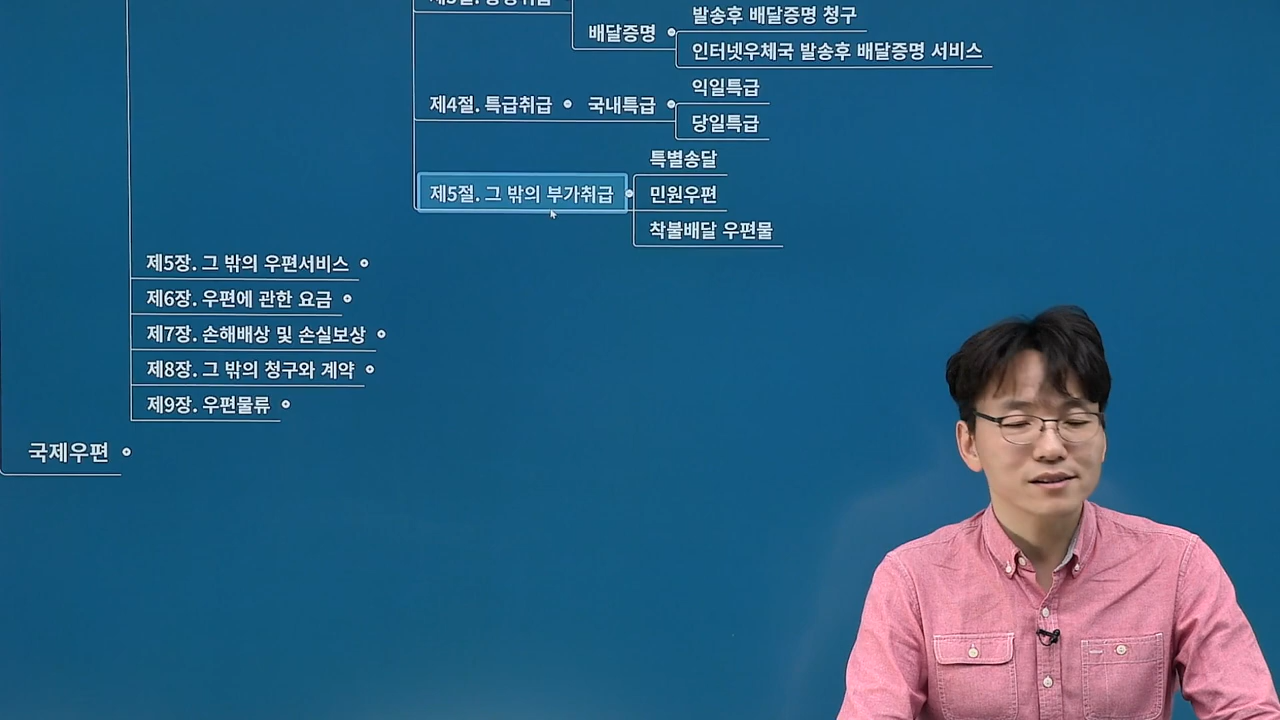 발송후 배달증명 청구
배달증명
인터넷우체국 발송후 배달증명 서비스
익일특급
제4절. 특급취급
국내특급
당일특급
특별송달
제5절. 그 밖의 부가취급
민원우편
착불배달 우편물
제5장. 그 밖의 우편서비스
제6장. 우편에 관한 요금
제7장. 손해배상 및 손실보상
제8장. 그 밖의 청구와 계약
제9장. 우편물류
국제우편